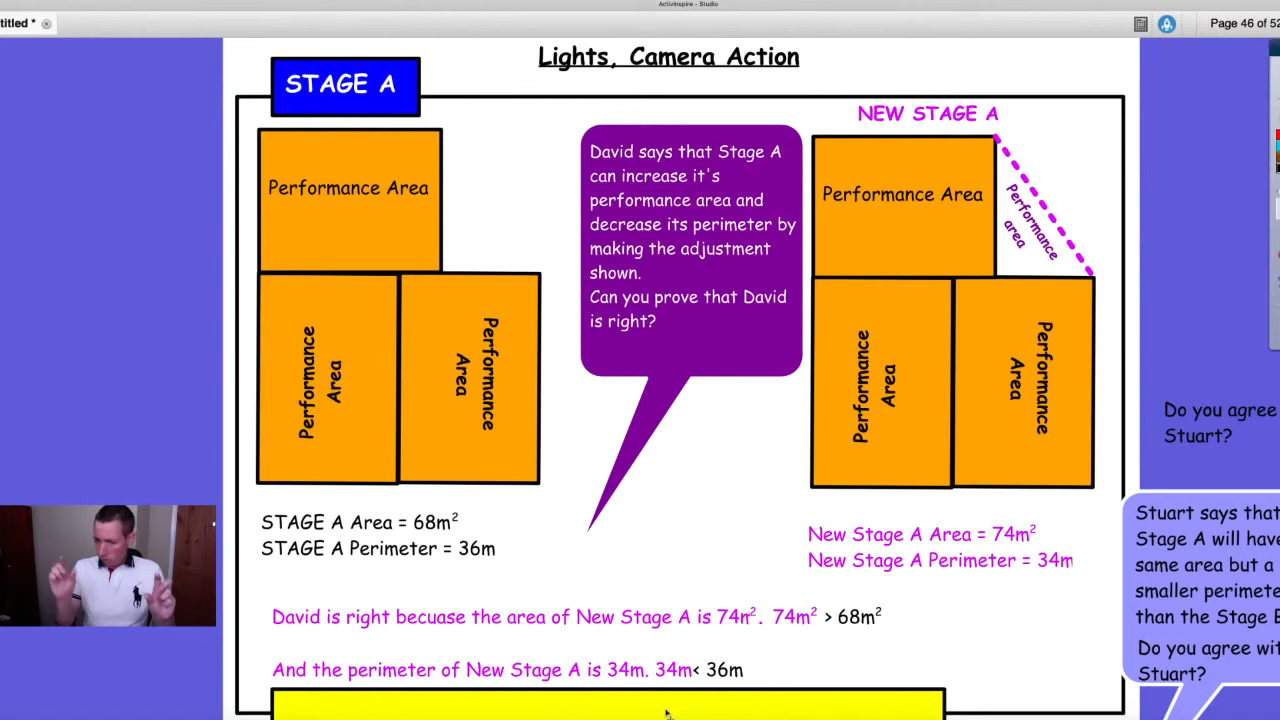 ActivInspire - Studio
titled *
Page 46 of 52
Lights, Camera Action
STAGE A
NEW STAGE A
Performance Area
Performance
Area
Performance
Area
David says that Stage A
can increase it's
performance area and
decrease its perimeter by
making the adjustment
shown.
Can you prove that David
is right?
Performance Area
Performance
area
Performance
Area
Performance
Area
STAGE A Area = 68m²
STAGE A Perimeter = 36m
New Stage A Area = 74m²
New Stage A Perimeter = 34m
David is right becuase the area of New Stage A is 74m². 74m² > 68m²
And the perimeter of New Stage A is 34m. 34m< 36m
Do you agree
Stuart?
Stuart says that
Stage A will have
same area but a
smaller perimete
than the Stage B
Do you agree wit
Stuart?